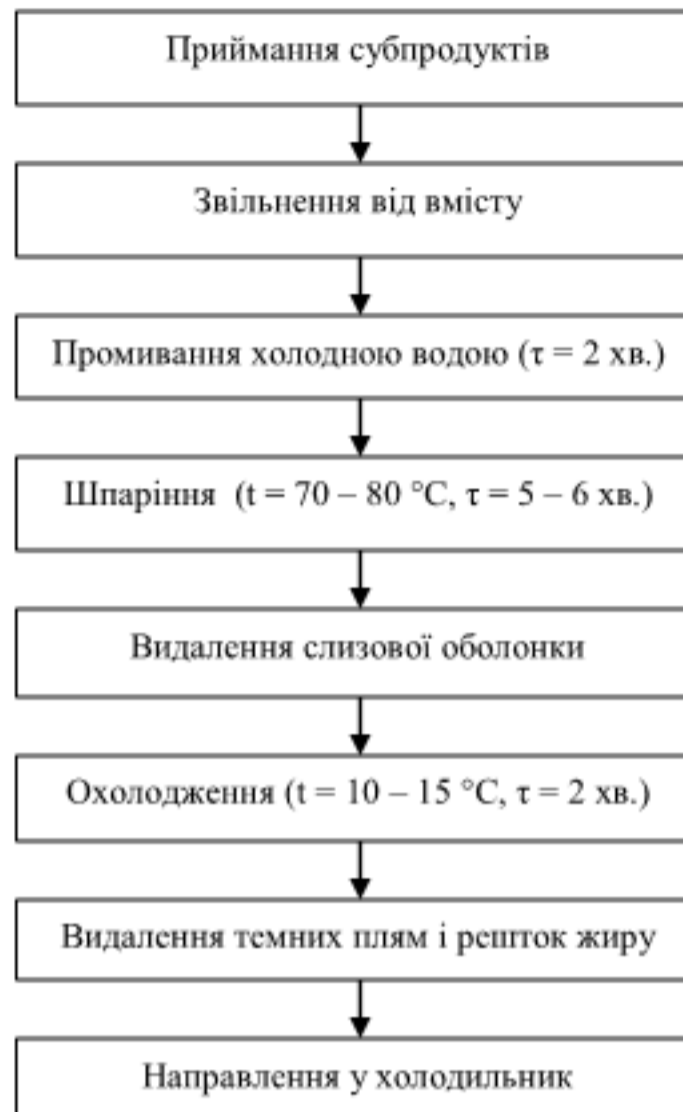 Приймання субпродуктів
Звільнення від вмісту
Промивання холодною водою (τ = 2 хв.)
Шпаріння (t = 70 – 80 °С, τ = 5 – 6 хв.)
Видалення слизової оболонки
Охолодження (t = 10 – 15 °С, τ = 2 хв.)
Видалення темних плям і решток жиру
Направлення у холодильник